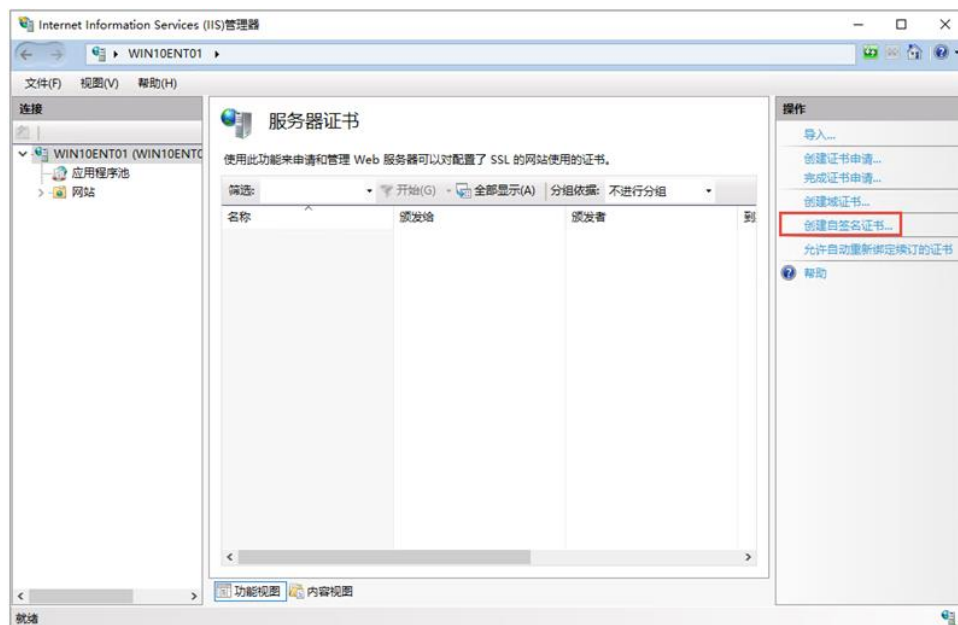 Internet Information Services (IIS)管理器
WIN10ENT01
文件(F) 视图(V) 帮助(H)
连接
WIN10ENT01 (WIN10ENTC
应用程序池
网站
服务器证书
使用此功能来申请和管理 Web 服务器可以对配置了 SSL 的网站使用的证书。
筛选: 开始(G) 全部显示(A) 分组依据: 不进行分组
名称 颁发给 颁发者 到
功能视图 内容视图
操作
导入...
创建证书申请...
完成证书申请...
创建域证书...
创建自签名证书...
允许自动重新绑定续订的证书
帮助
就绪